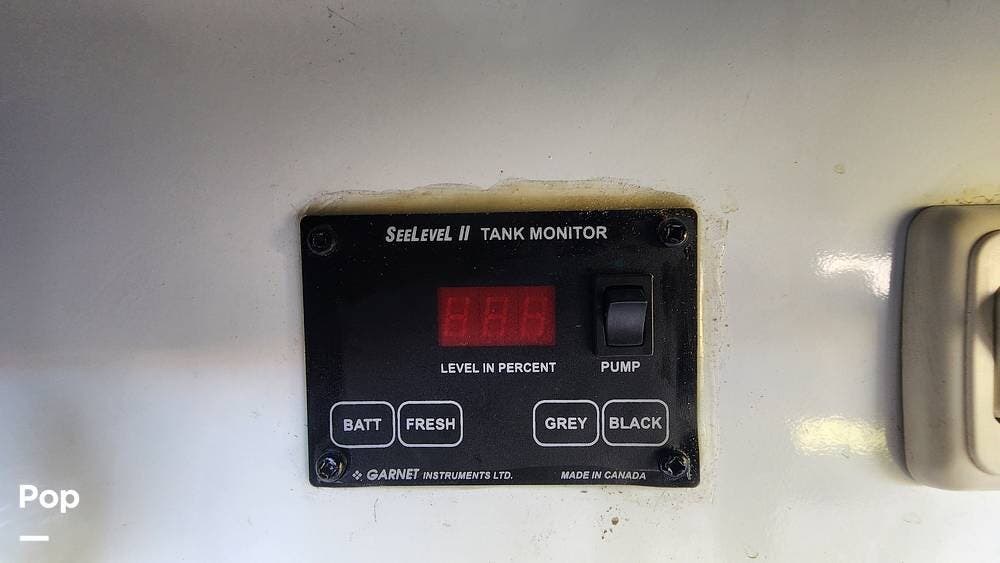 SEELEVEL II TANK MONITOR
LEVEL IN PERCENT
PUMP
BATT
FRESH
GREY
BLACK
GARNET INSTRUMENTS LTD.
MADE IN CANADA
Pop